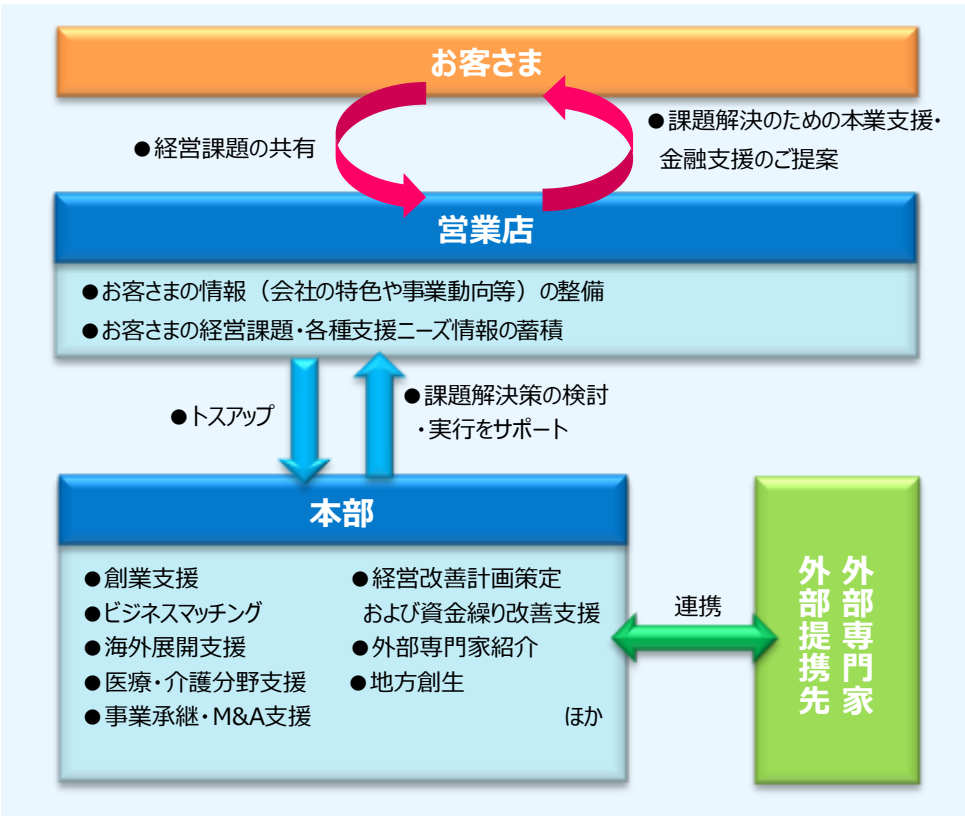 お客さま
●経営課題の共有
●課題解決のための本業支援・
金融支援のご提案
営業店
●お客さまの情報（会社の特色や事業動向等）の整備
●お客さまの経営課題・各種支援ニーズ情報の蓄積
●トスアップ
●課題解決策の検討
・実行をサポート
本部
●創業支援
●ビジネスマッチング
●海外展開支援
●医療・介護分野支援
●事業承継・M&A支援
●経営改善計画策定
および資金繰り改善支援
●外部専門家紹介
●地方創生
ほか
連携
外部専門家
外部提携先